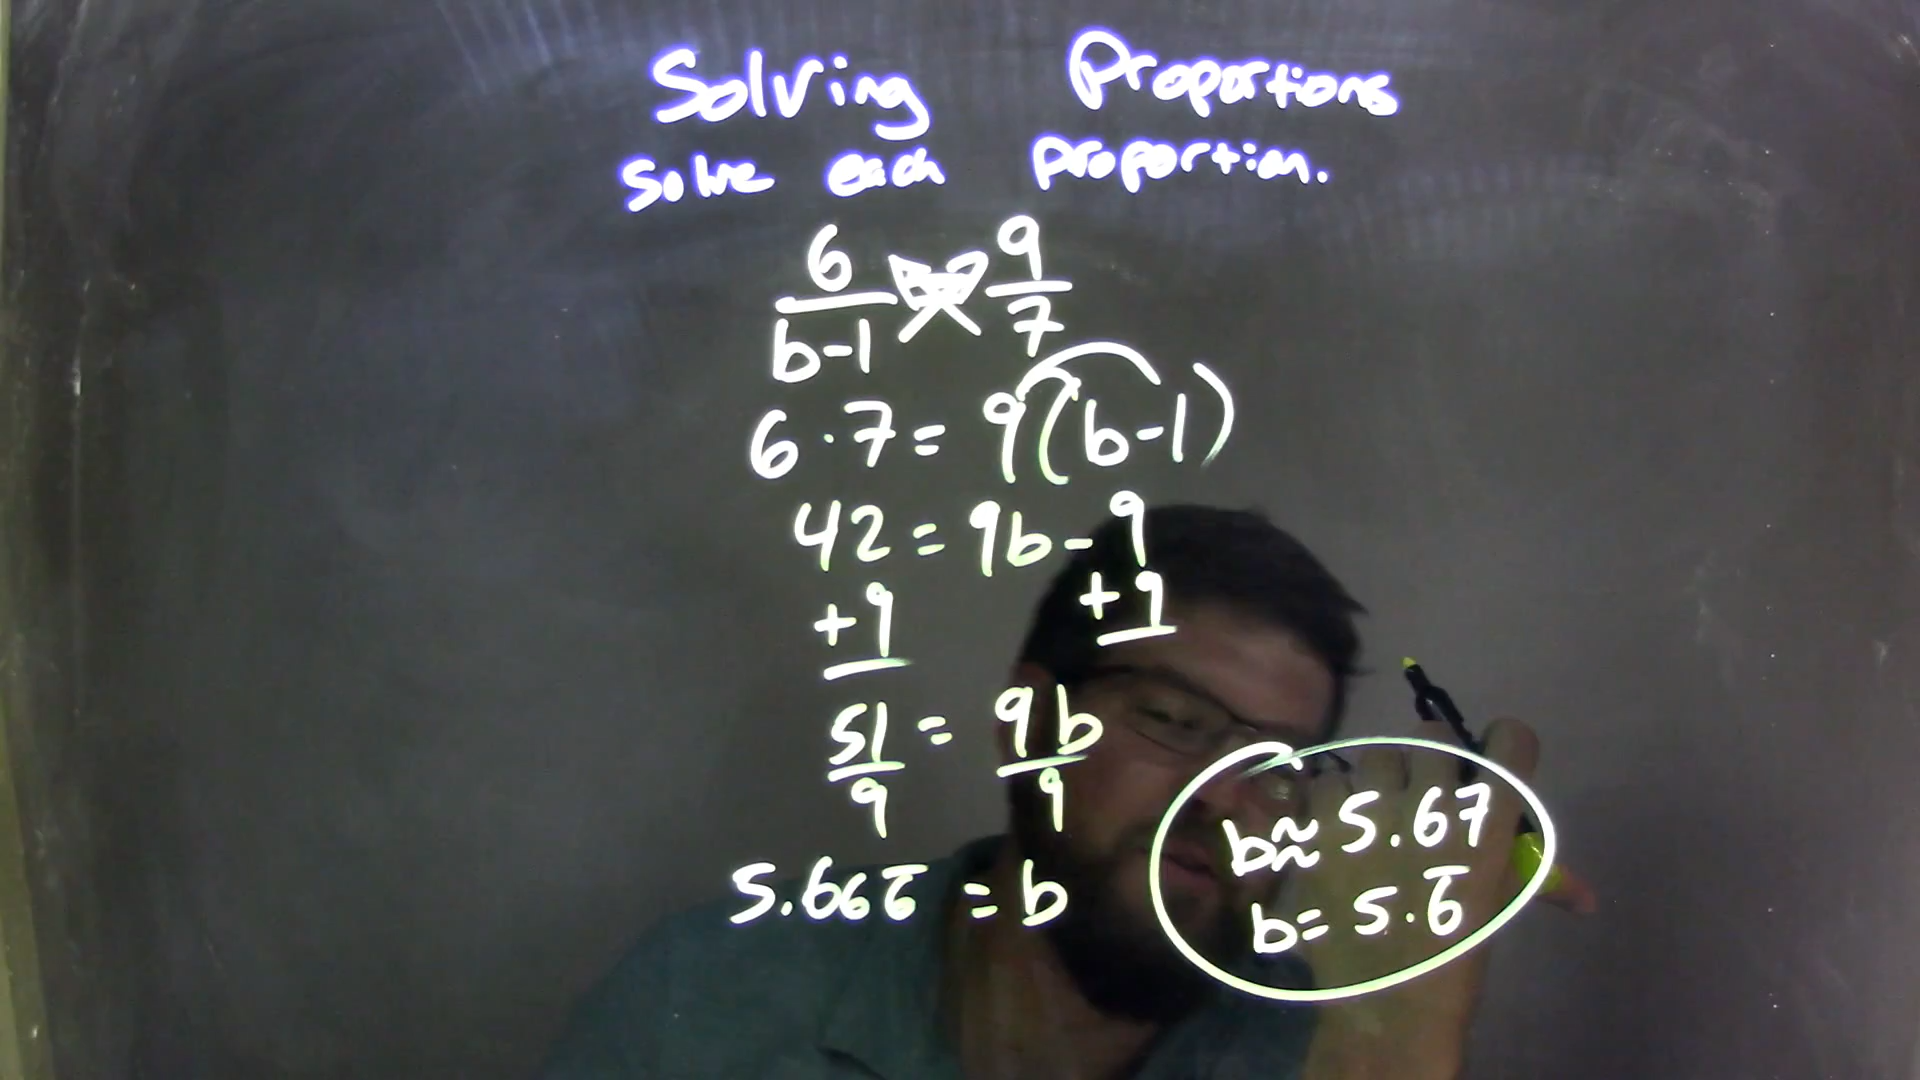 Solving Proportions
Solve each proportion.
6/(b-1) = 9/7
6·7 = 9(b-1)
42 = 9b - 9
+9 +9
51/9 = 9b/9
5.666̅ = b
b ≈ 5.67
b = 5.6̅